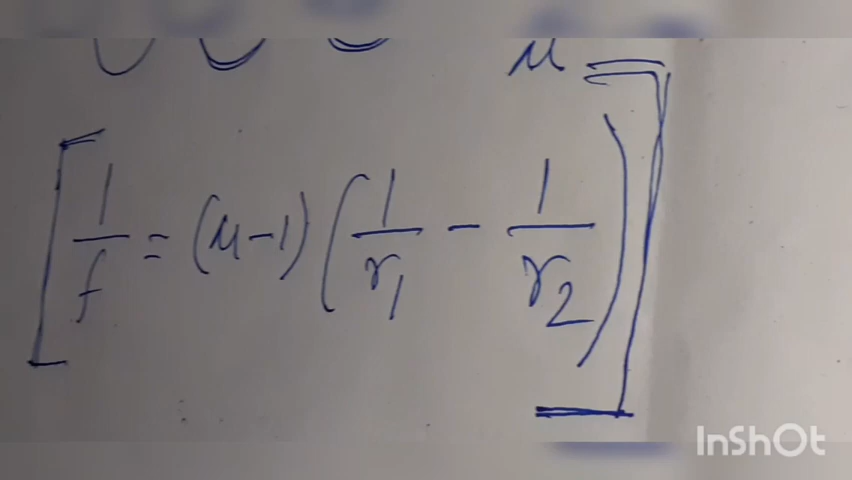 μ
[1/f = (μ-1) (1/r₁ - 1/r₂)]
InShOt